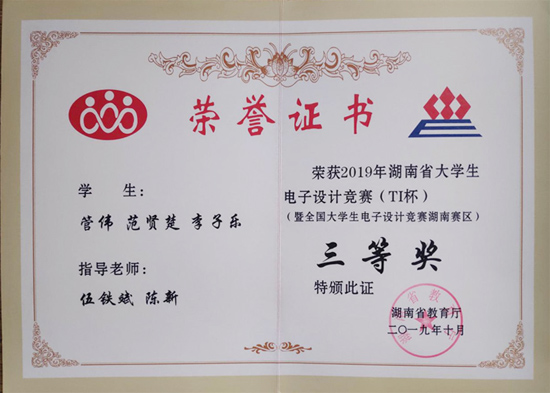 荣誉证书
学 生:
管伟 范贤楚 李子乐
指导老师:
伍铁斌 陈新
荣获2019年湖南省大学生
电子设计竞赛(TI杯)
(暨全国大学生电子设计竞赛湖南赛区)
三等奖
特颁此证
湖南省教育厅
二〇一九年十月